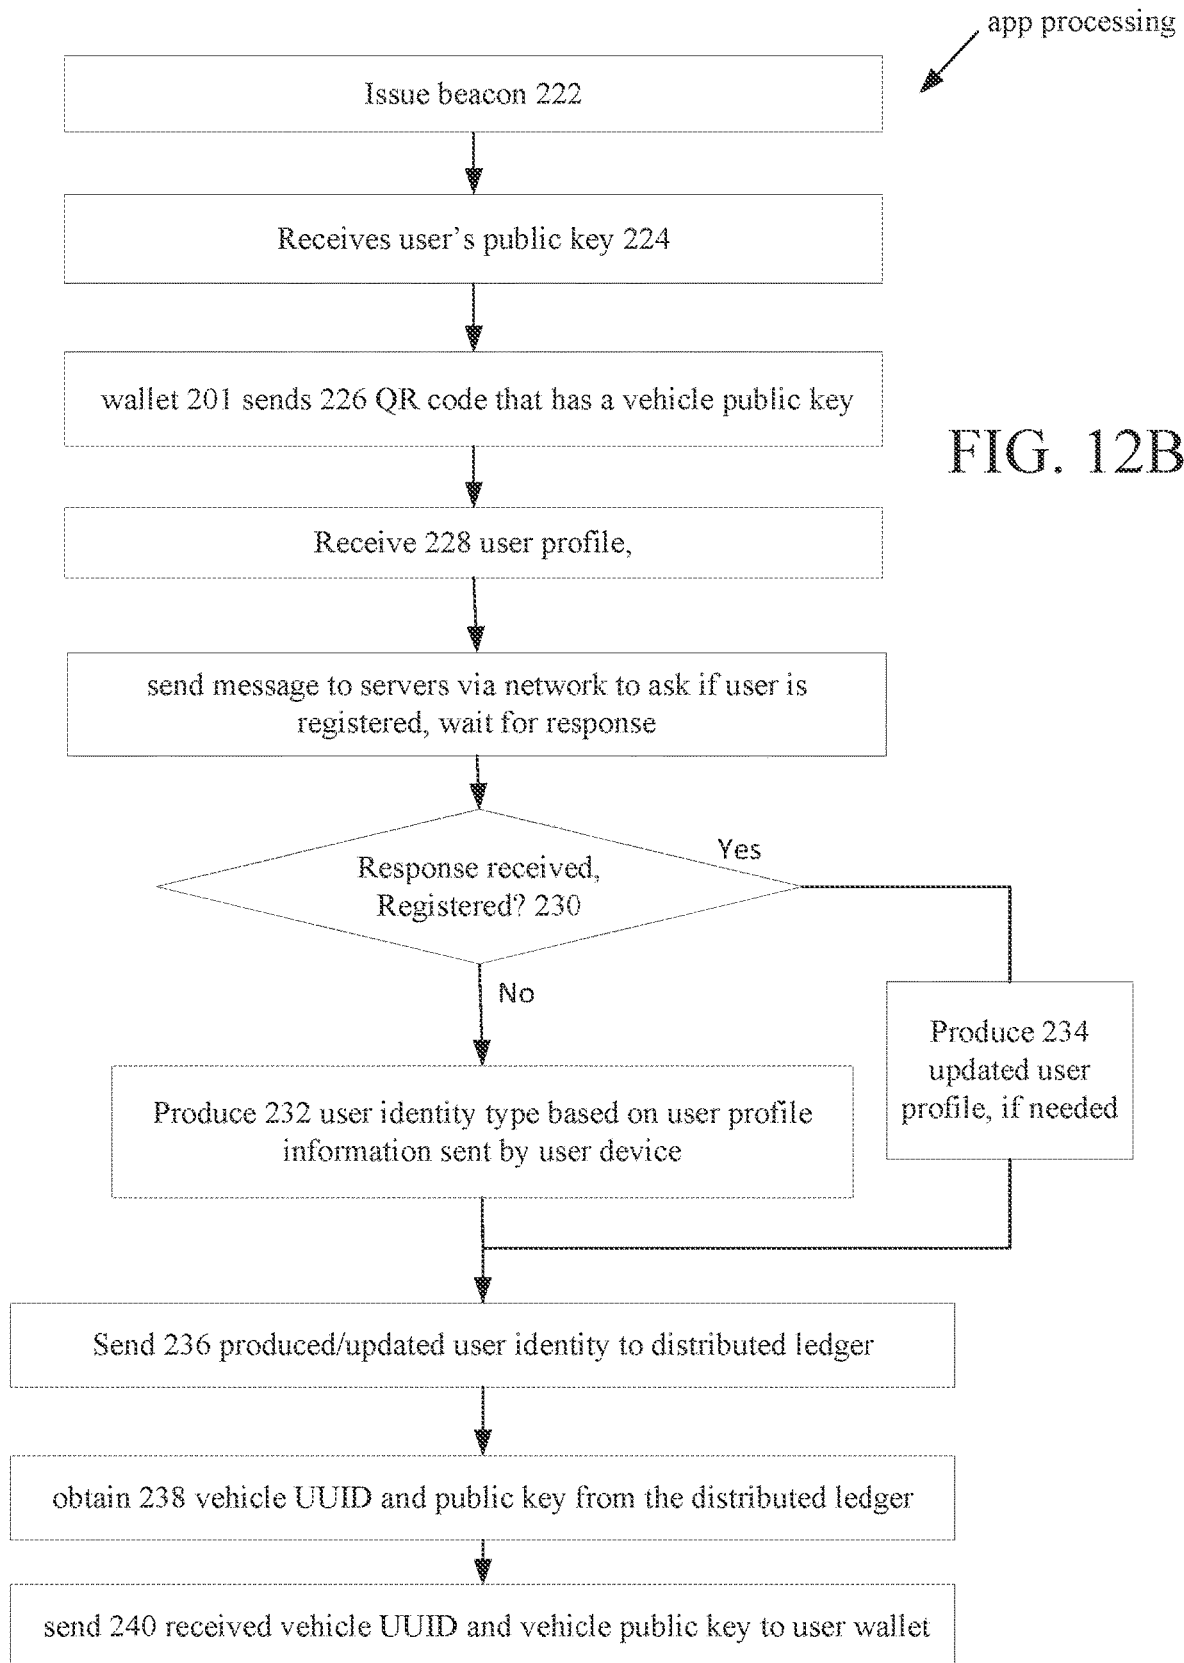 app processing
Issue beacon 222
Receives user's public key 224
wallet 201 sends 226 QR code that has a vehicle public key
FIG. 12B
Receive 228 user profile,
send message to servers via network to ask if user is
registered, wait for response
Yes
Response received,
Registered? 230
No
Produce 234
updated user
profile, if needed
Produce 232 user identity type based on user profile
information sent by user device
Send 236 produced/updated user identity to distributed ledger
obtain 238 vehicle UUID and public key from the distributed ledger
send 240 received vehicle UUID and vehicle public key to user wallet